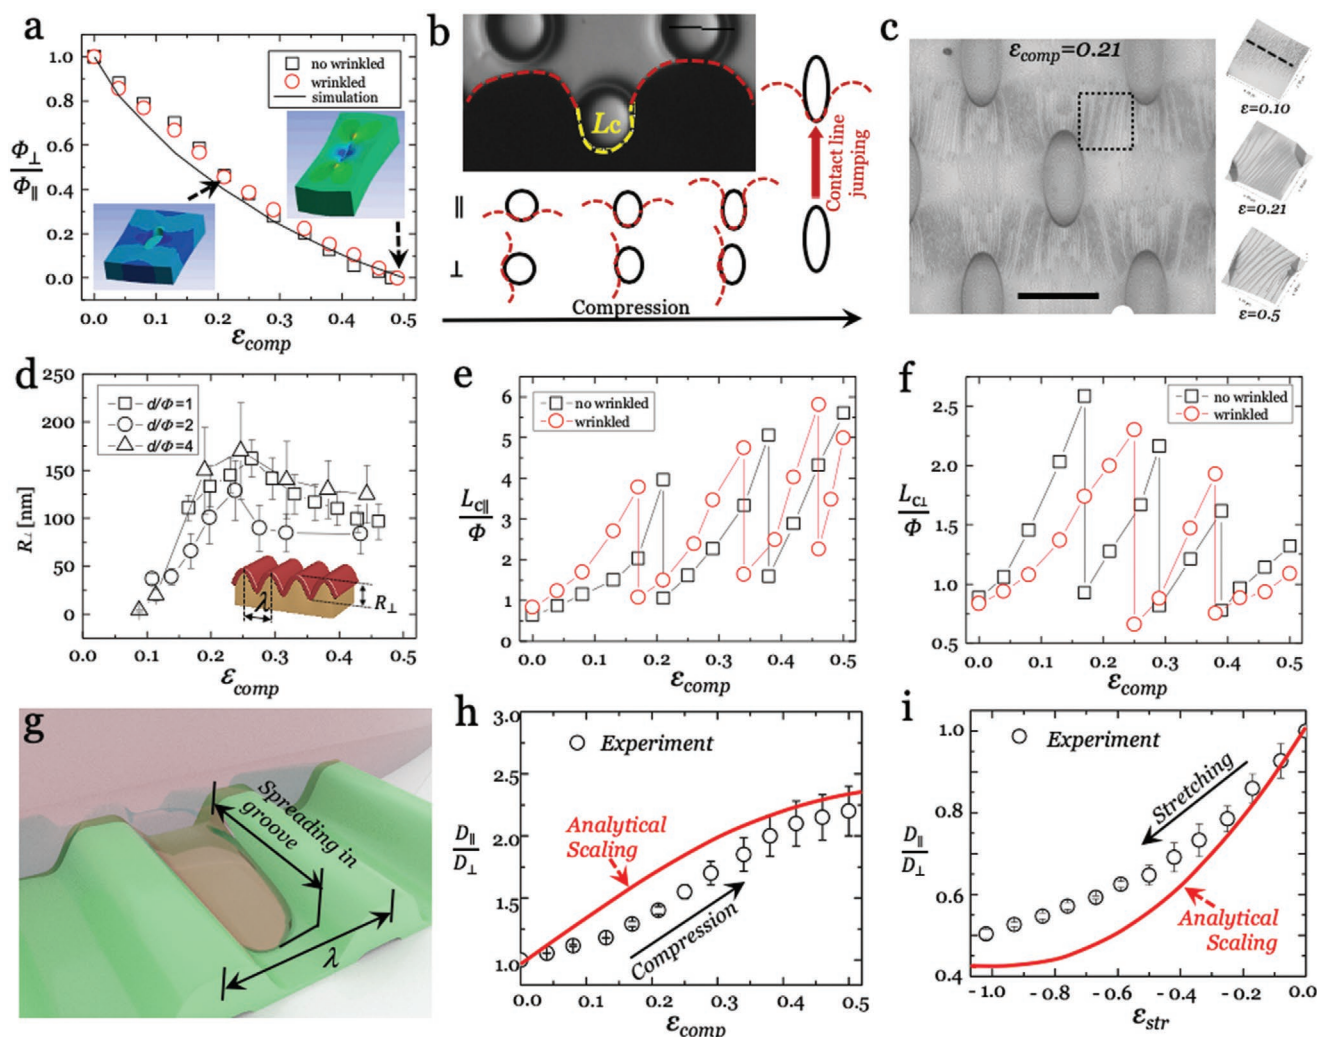 a
1.0
0.8
0.6
0.4
0.2
0.0
Φ⊥
Φ∥
no wrinkled
wrinkled
simulation
0.0 0.1 0.2 0.3 0.4 0.5
εcomp
b
Lc
∥
⊥
Contact line
jumping
Compression
c
εcomp=0.21
ε=0.10
ε=0.21
ε=0.5
d
250
200
150
100
50
0
R⊥ [nm]
d/Φ=1
d/Φ=2
d/Φ=4
λ
R⊥
0.0 0.1 0.2 0.3 0.4 0.5
εcomp
e
6
5
4
3
2
1
0
Lc∥
Φ
no wrinkled
wrinkled
0.0 0.1 0.2 0.3 0.4 0.5
εcomp
f
2.5
2.0
1.5
1.0
0.5
Lc⊥
Φ
no wrinkled
wrinkled
0.0 0.1 0.2 0.3 0.4 0.5
εcomp
g
Spreading in
groove
λ
h
3.0
2.5
2.0
1.5
1.0
D∥
D⊥
Experiment
Analytical
Scaling
Compression
0.0 0.1 0.2 0.3 0.4 0.5
εcomp
i
1.0
0.8
0.6
0.4
D∥
D⊥
Experiment
Stretching
Analytical
Scaling
-1.0 -0.8 -0.6 -0.4 -0.2 0.0
εstr